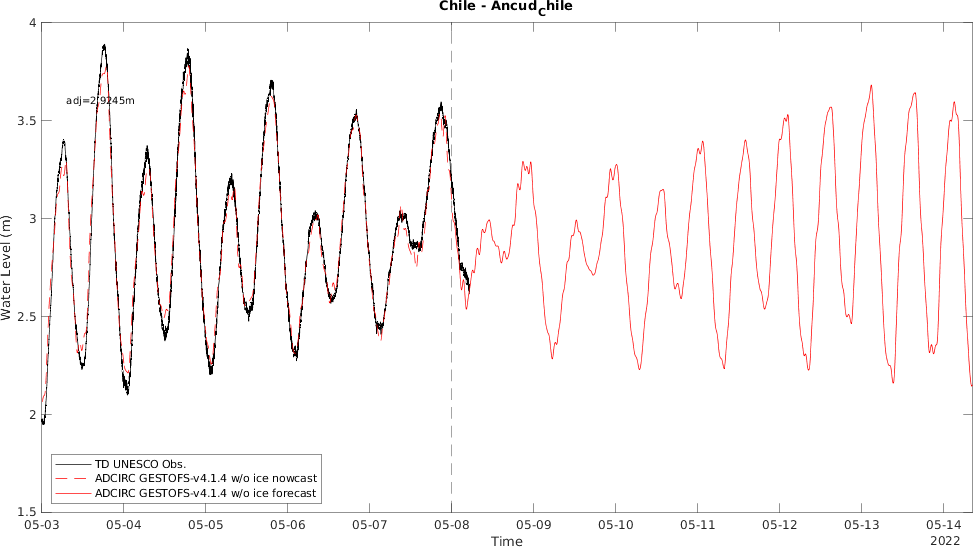 Chile - Ancud_Chile
4
3.5
3
2.5
2
1.5
Water Level (m)
adj=2.9245m
TD UNESCO Obs.
ADCIRC GESTOFS-v4.1.4 w/o ice nowcast
ADCIRC GESTOFS-v4.1.4 w/o ice forecast
05-03 05-04 05-05 05-06 05-07 05-08 05-09 05-10 05-11 05-12 05-13 05-14
Time 2022